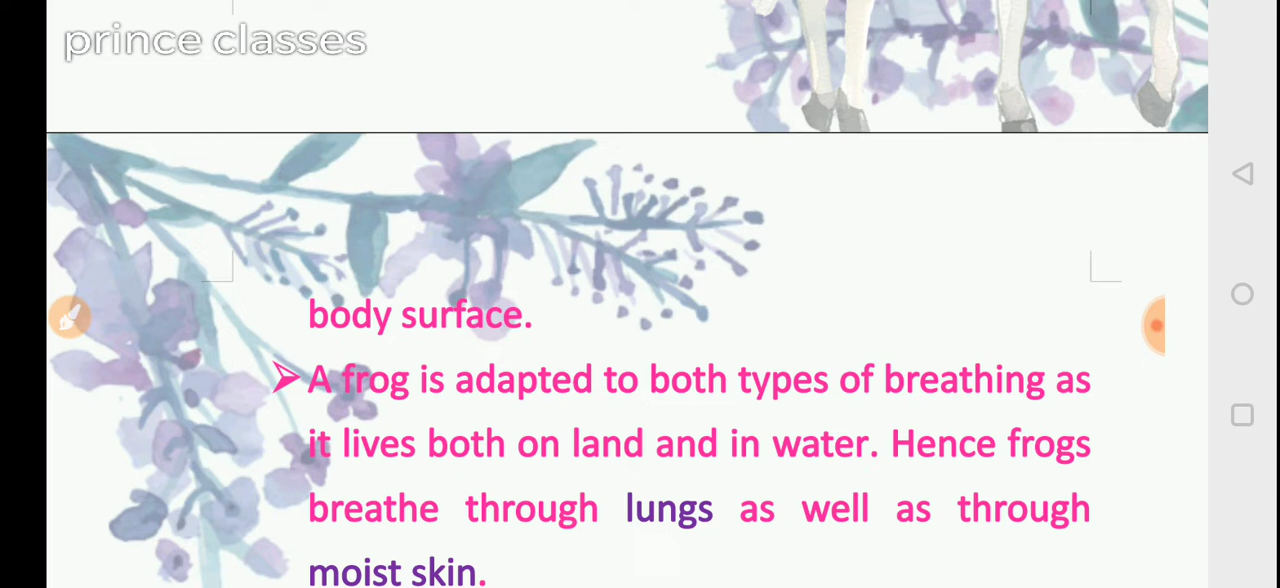 prince classes
body surface.
A frog is adapted to both types of breathing as
it lives both on land and in water. Hence frogs
breathe through lungs as well as through
moist skin.